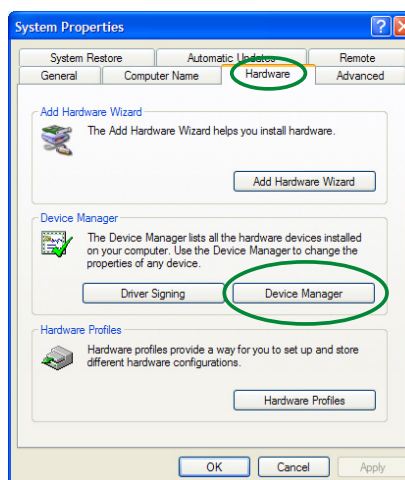 System Properties
System Restore Automatic Updates Remote
General Computer Name Hardware Advanced
Add Hardware Wizard
The Add Hardware Wizard helps you install hardware.
Add Hardware Wizard
Device Manager
The Device Manager lists all the hardware devices installed
on your computer. Use the Device Manager to change the
properties of any device.
Driver Signing Device Manager
Hardware Profiles
Hardware profiles provide a way for you to set up and store
different hardware configurations.
Hardware Profiles
OK Cancel Apply